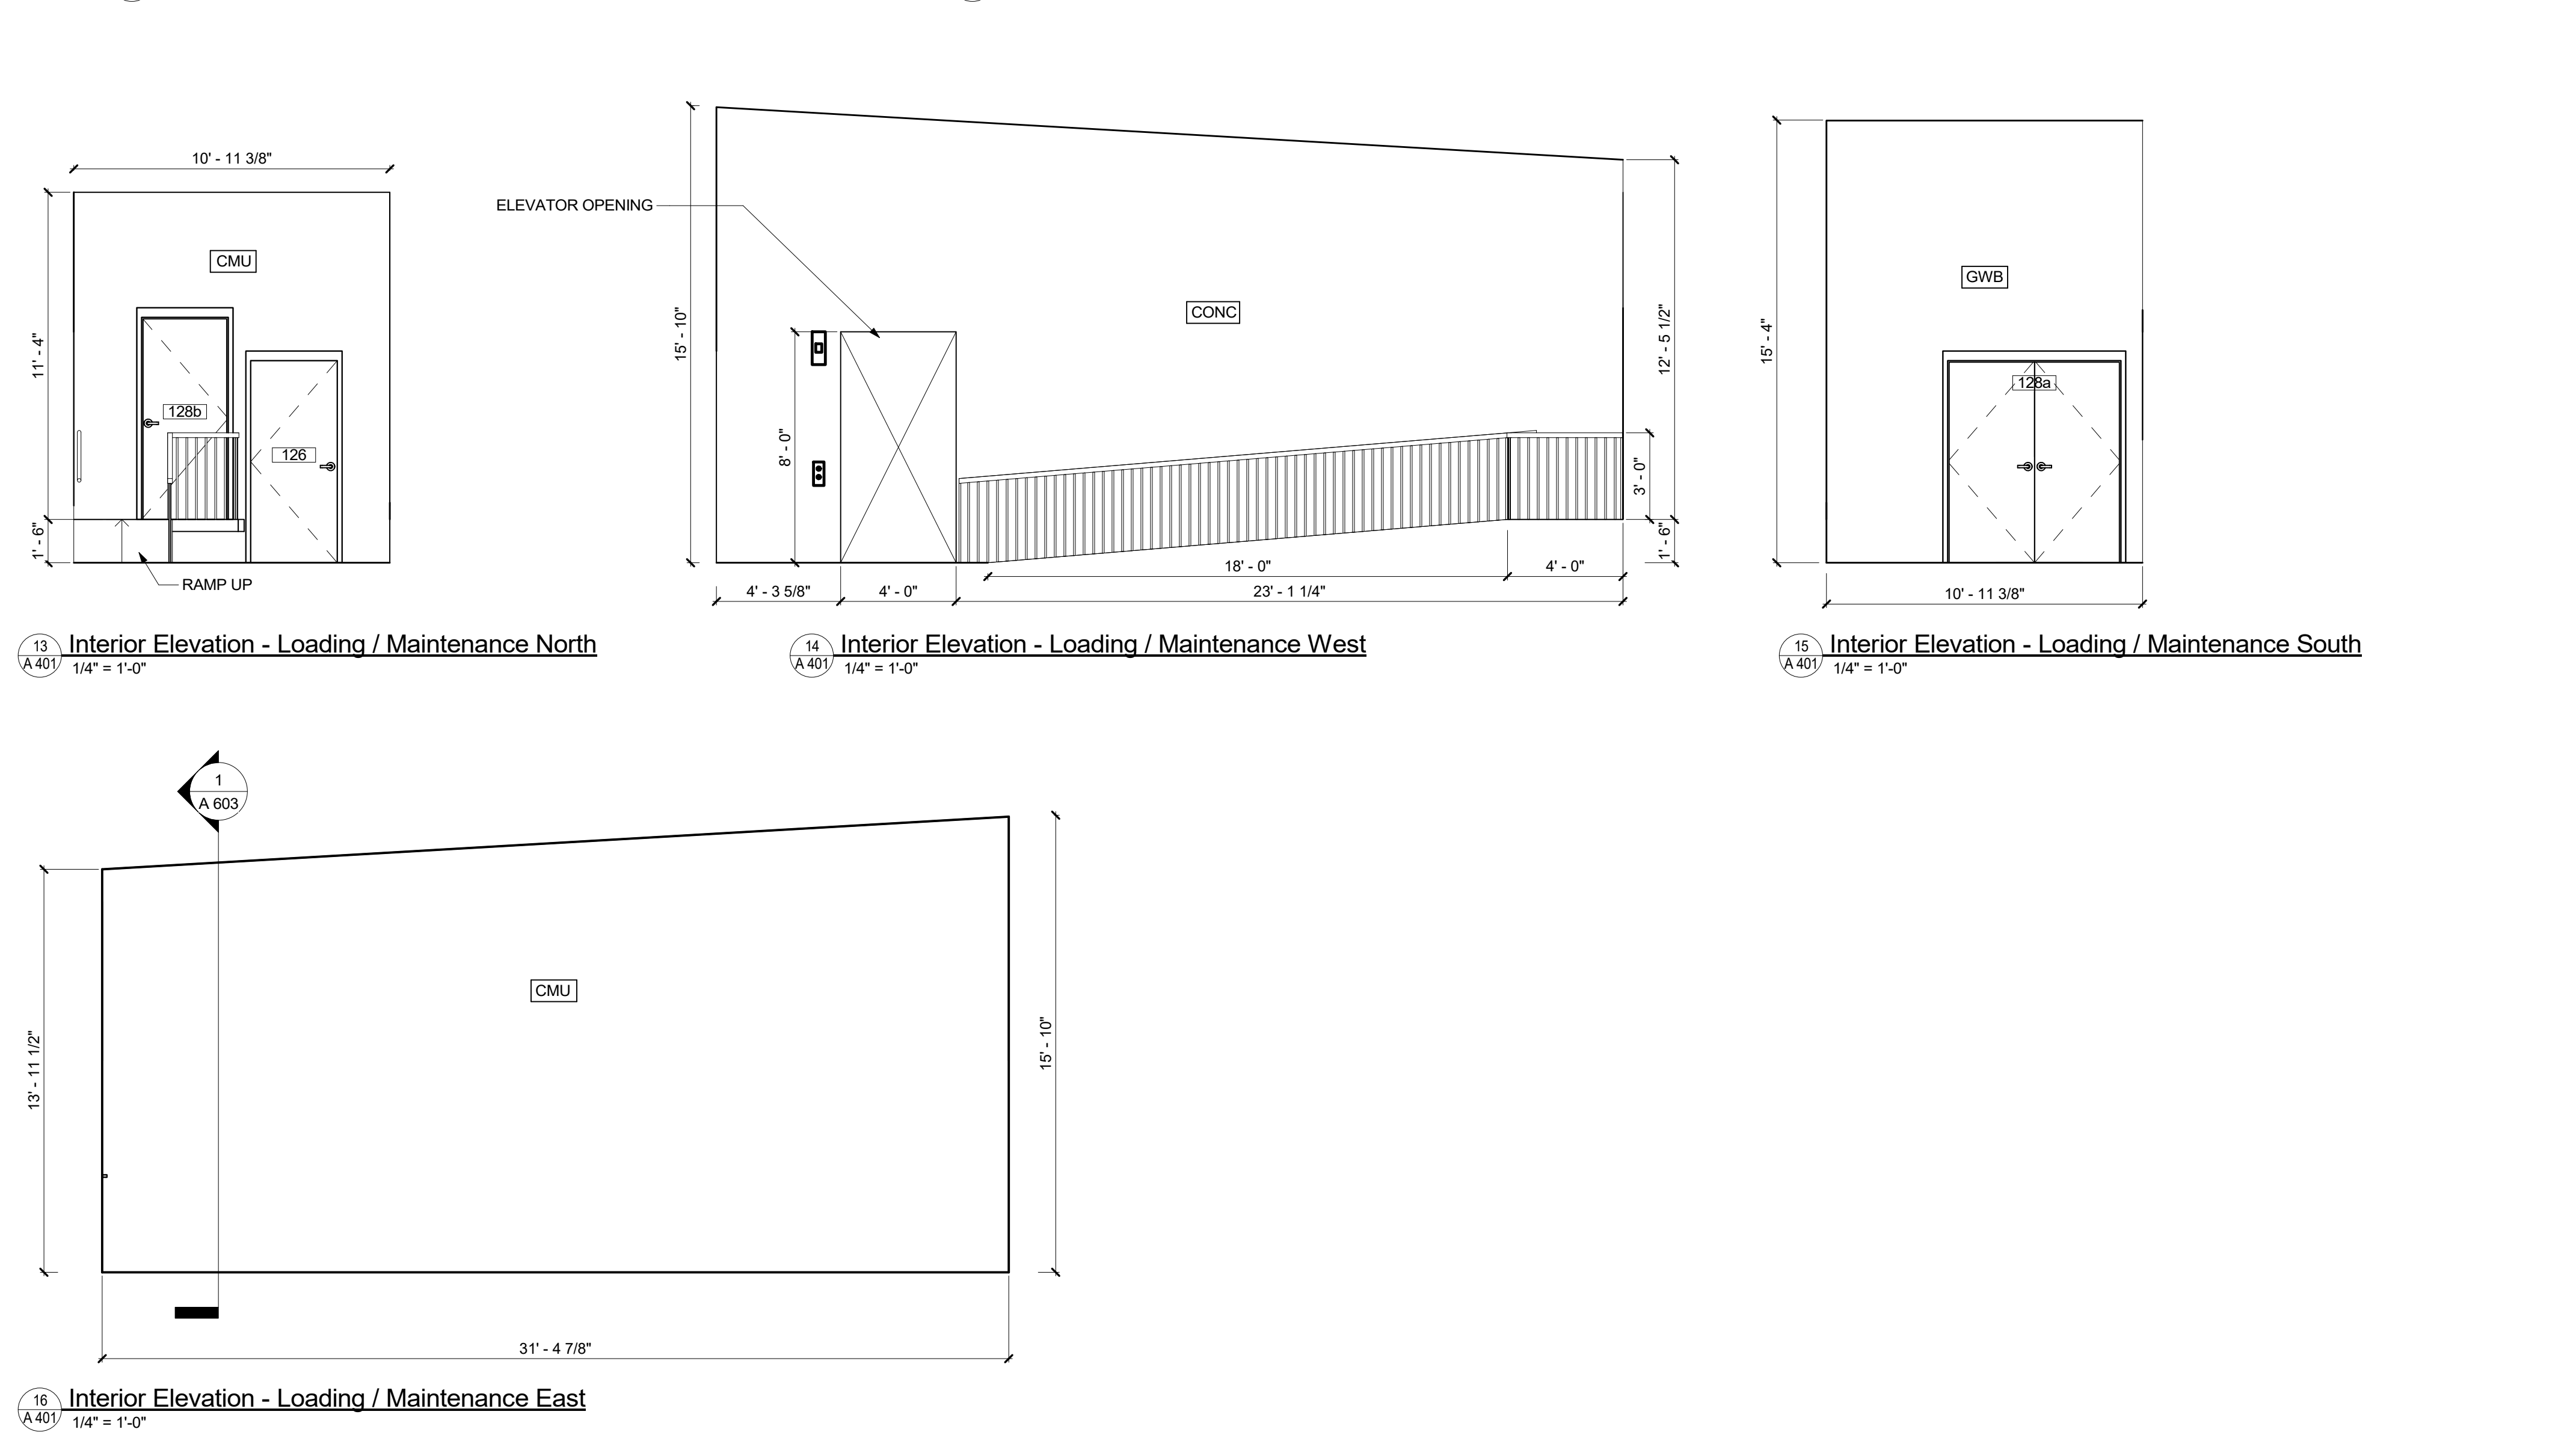 10' - 11 3/8"
11' - 4"
1' - 6"
CMU
128b
126
RAMP UP
13
A 401
Interior Elevation - Loading / Maintenance North
1/4" = 1'-0"
ELEVATOR OPENING
15' - 10"
8' - 0"
CONC
12' - 5 1/2"
3' - 0"
1' - 6"
18' - 0"
4' - 0"
4' - 3 5/8"
4' - 0"
23' - 1 1/4"
14
A 401
Interior Elevation - Loading / Maintenance West
1/4" = 1'-0"
15' - 4"
GWB
128a
10' - 11 3/8"
15
A 401
Interior Elevation - Loading / Maintenance South
1/4" = 1'-0"
1
A 603
13' - 11 1/2"
CMU
15' - 10"
31' - 4 7/8"
16
A 401
Interior Elevation - Loading / Maintenance East
1/4" = 1'-0"